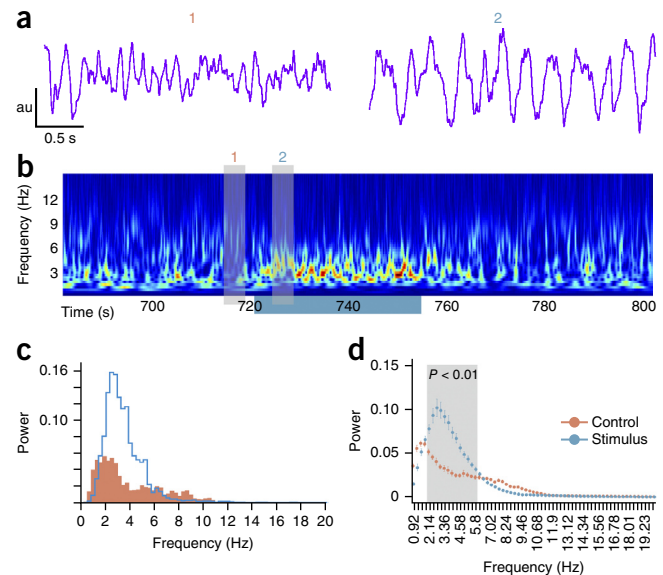 a
1
2
au
0.5 s
b
1
2
Frequency (Hz)
12
9
6
3
Time (s)
700
720
740
760
780
800
c
Power
0.16
0.10
0 2 4 6 8 10 12 14 16 18 20
Frequency (Hz)
d
Power
0.15
0.10
0.05
0
P < 0.01
Control
Stimulus
0.92
2.14
3.36
4.58
5.8
7.02
8.24
9.46
10.68
11.9
13.12
14.34
15.56
16.78
18.01
19.23
Frequency (Hz)